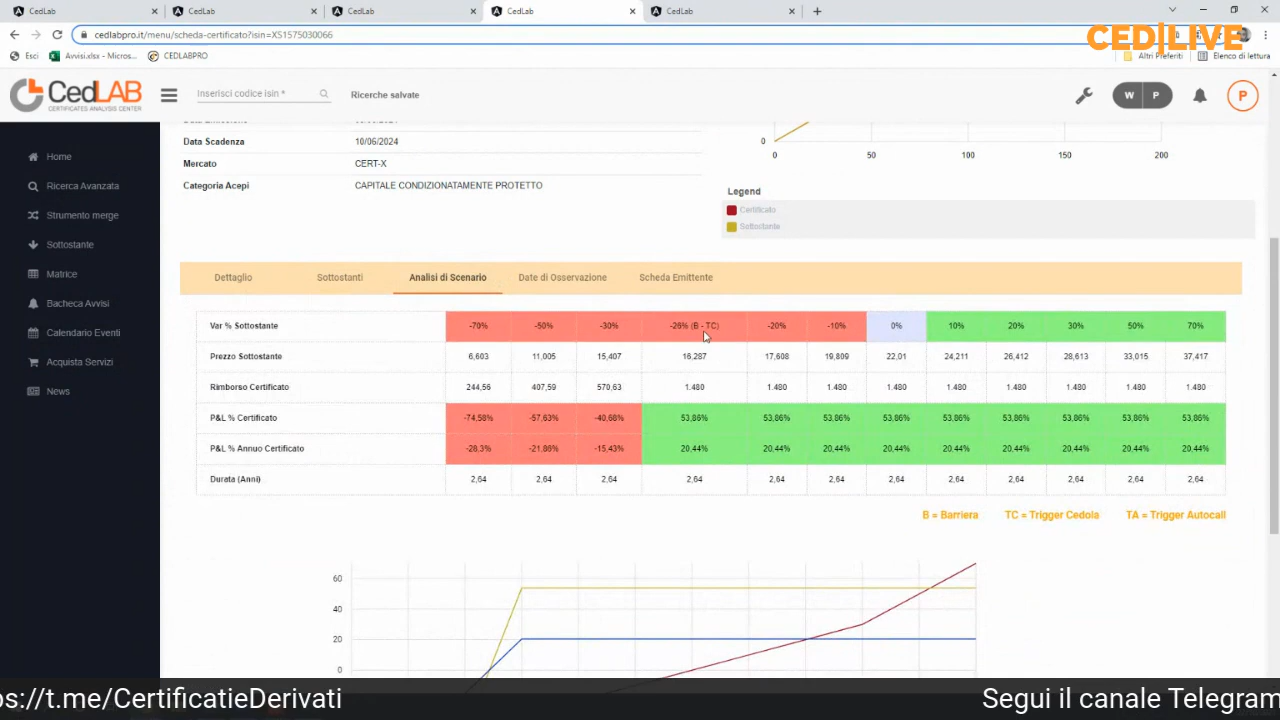 CedLab
CedLab
CedLab
CedLab
CedLab
cedlabpro.it/menu/scheda-certificato?isin=XS1575030066
CED|LIVE
Esci
Avvisi.xlsx - Micros...
CEDLABPRO
Altri Preferiti
Elenco di lettura
CedLAB
CERTIFICATES ANALYSIS CENTER
Inserisci codice isin *
Ricerche salvate
W P
P
Home
Ricerca Avanzata
Strumento merge
Sottostante
Matrice
Bacheca Avvisi
Calendario Eventi
Acquista Servizi
News
Data Scadenza 10/06/2024
Mercato CERT-X
Categoria Acepi CAPITALE CONDIZIONATAMENTE PROTETTO
0
0 50 100 150 200
Legend
Certificato
Sottostante
Dettaglio Sottostanti Analisi di Scenario Date di Osservazione Scheda Emittente
Var % Sottostante -70% -50% -30% -26% (B - TC) -20% -10% 0% 10% 20% 30% 50% 70%
Prezzo Sottostante 6,603 11,005 15,407 16,287 17,608 19,809 22,01 24,211 26,412 28,613 33,015 37,417
Rimborso Certificato 244,56 407,59 570,63 1.480 1.480 1.480 1.480 1.480 1.480 1.480 1.480 1.480
P&L % Certificato -74,58% -57,63% -40,68% 53,86% 53,86% 53,86% 53,86% 53,86% 53,86% 53,86% 53,86% 53,86%
P&L % Annuo Certificato -28,3% -21,86% -15,43% 20,44% 20,44% 20,44% 20,44% 20,44% 20,44% 20,44% 20,44% 20,44%
Durata (Anni) 2,64 2,64 2,64 2,64 2,64 2,64 2,64 2,64 2,64 2,64 2,64 2,64
B = Barriera TC = Trigger Cedola TA = Trigger Autocall
60
40
20
0
ps://t.me/CertificatieDerivati
Segui il canale Telegram